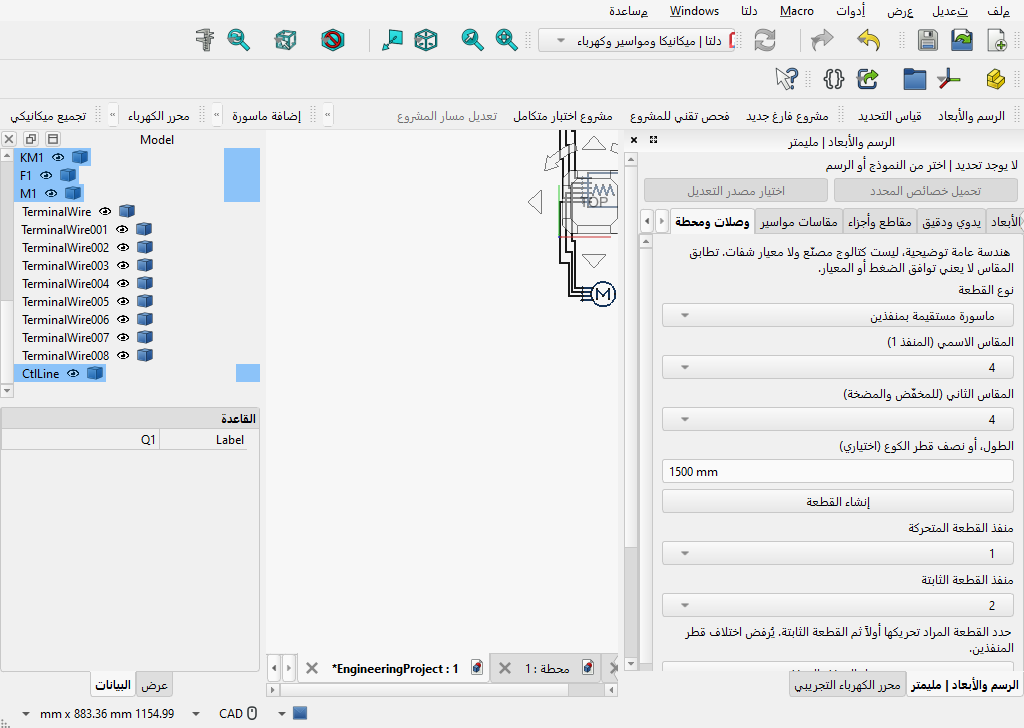 ملف تعديل عرض أدوات Macro دلتا Windows مساعدة
دلتا | ميكانيكا ومواسير وكهرباء
الرسم والأبعاد قياس التحديد مشروع فارغ جديد فحص تقني للمشروع مشروع اختبار متكامل تعديل مسار المشروع
إضافة ماسورة
محرر الكهرباء
تجميع ميكانيكي
الرسم والأبعاد | مليمتر
لا يوجد تحديد | اختر من النموذج أو الرسم
تحميل خصائص المحدد
اختيار مصدر التعديل
الأبعاد
يدوي ودقيق
مقاطع وأجزاء
مقاسات مواسير
وصلات ومحطة
هندسة عامة توضيحية، ليست كتالوج مصنّع ولا معيار شفات. تطابق
المقاس لا يعني توافق الضغط أو المعيار.
نوع القطعة
ماسورة مستقيمة بمنفذين
المقاس الاسمي (المنفذ 1)
4
المقاس الثاني (للمخفّض والمضخة)
4
الطول، أو نصف قطر الكوع (اختياري)
1500 mm
إنشاء القطعة
منفذ القطعة المتحركة
1
منفذ القطعة الثابتة
2
حدد القطعة المراد تحريكها أولاً ثم القطعة الثابتة. يُرفض اختلاف قطر
المنفذين.
الرسم والأبعاد | مليمتر
محرر الكهرباء التجريبي
TOP
M
محطة : 1
EngineeringProject : 1*
Model
KM1
F1
M1
TerminalWire
TerminalWire001
TerminalWire002
TerminalWire003
TerminalWire004
TerminalWire005
TerminalWire006
TerminalWire007
TerminalWire008
CtlLine
القاعدة
Label Q1
عرض
البيانات
CAD
1154.99 mm x 883.36 mm